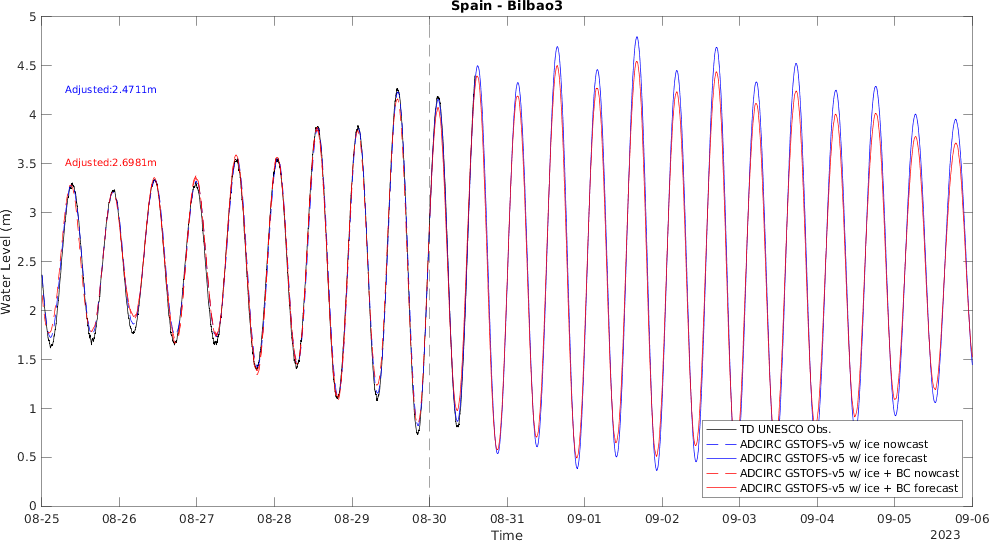 Spain - Bilbao3
5
4.5
4
3.5
3
2.5
2
1.5
1
0.5
0
Water Level (m)
Adjusted:2.4711m
Adjusted:2.6981m
TD UNESCO Obs.
ADCIRC GSTOFS-v5 w/ ice nowcast
ADCIRC GSTOFS-v5 w/ ice forecast
ADCIRC GSTOFS-v5 w/ ice + BC nowcast
ADCIRC GSTOFS-v5 w/ ice + BC forecast
08-25 08-26 08-27 08-28 08-29 08-30 08-31 09-01 09-02 09-03 09-04 09-05 09-06
Time
2023